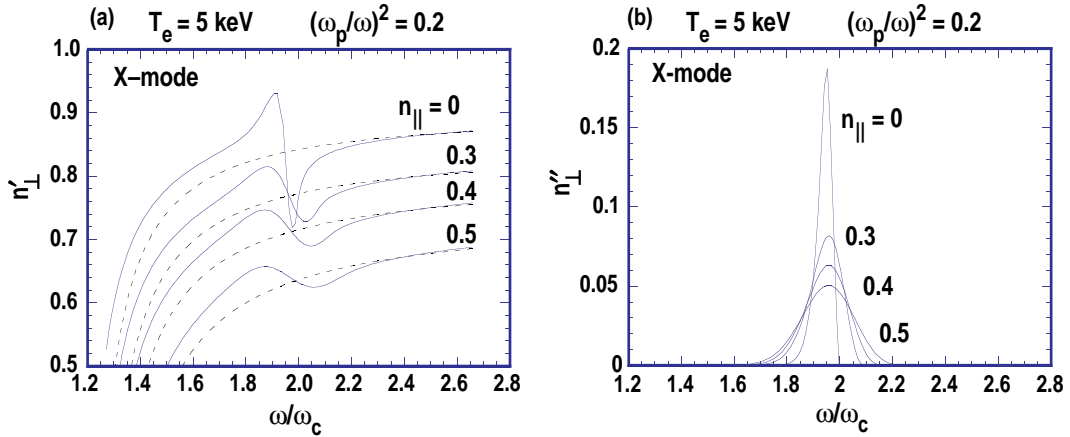 (a) T_e = 5 keV (ω_p/ω)² = 0.2
X–mode
n_|| = 0
0.3
0.4
0.5
n′_⊥
1.0
0.9
0.8
0.7
0.6
0.5
1.2 1.4 1.6 1.8 2.0 2.2 2.4 2.6 2.8
ω/ω_c
(b) T_e = 5 keV (ω_p/ω)² = 0.2
X-mode
n_|| = 0
0.3
0.4
0.5
n″_⊥
0.2
0.15
0.1
0.05
0
1.2 1.4 1.6 1.8 2 2.2 2.4 2.6 2.8
ω/ω_c